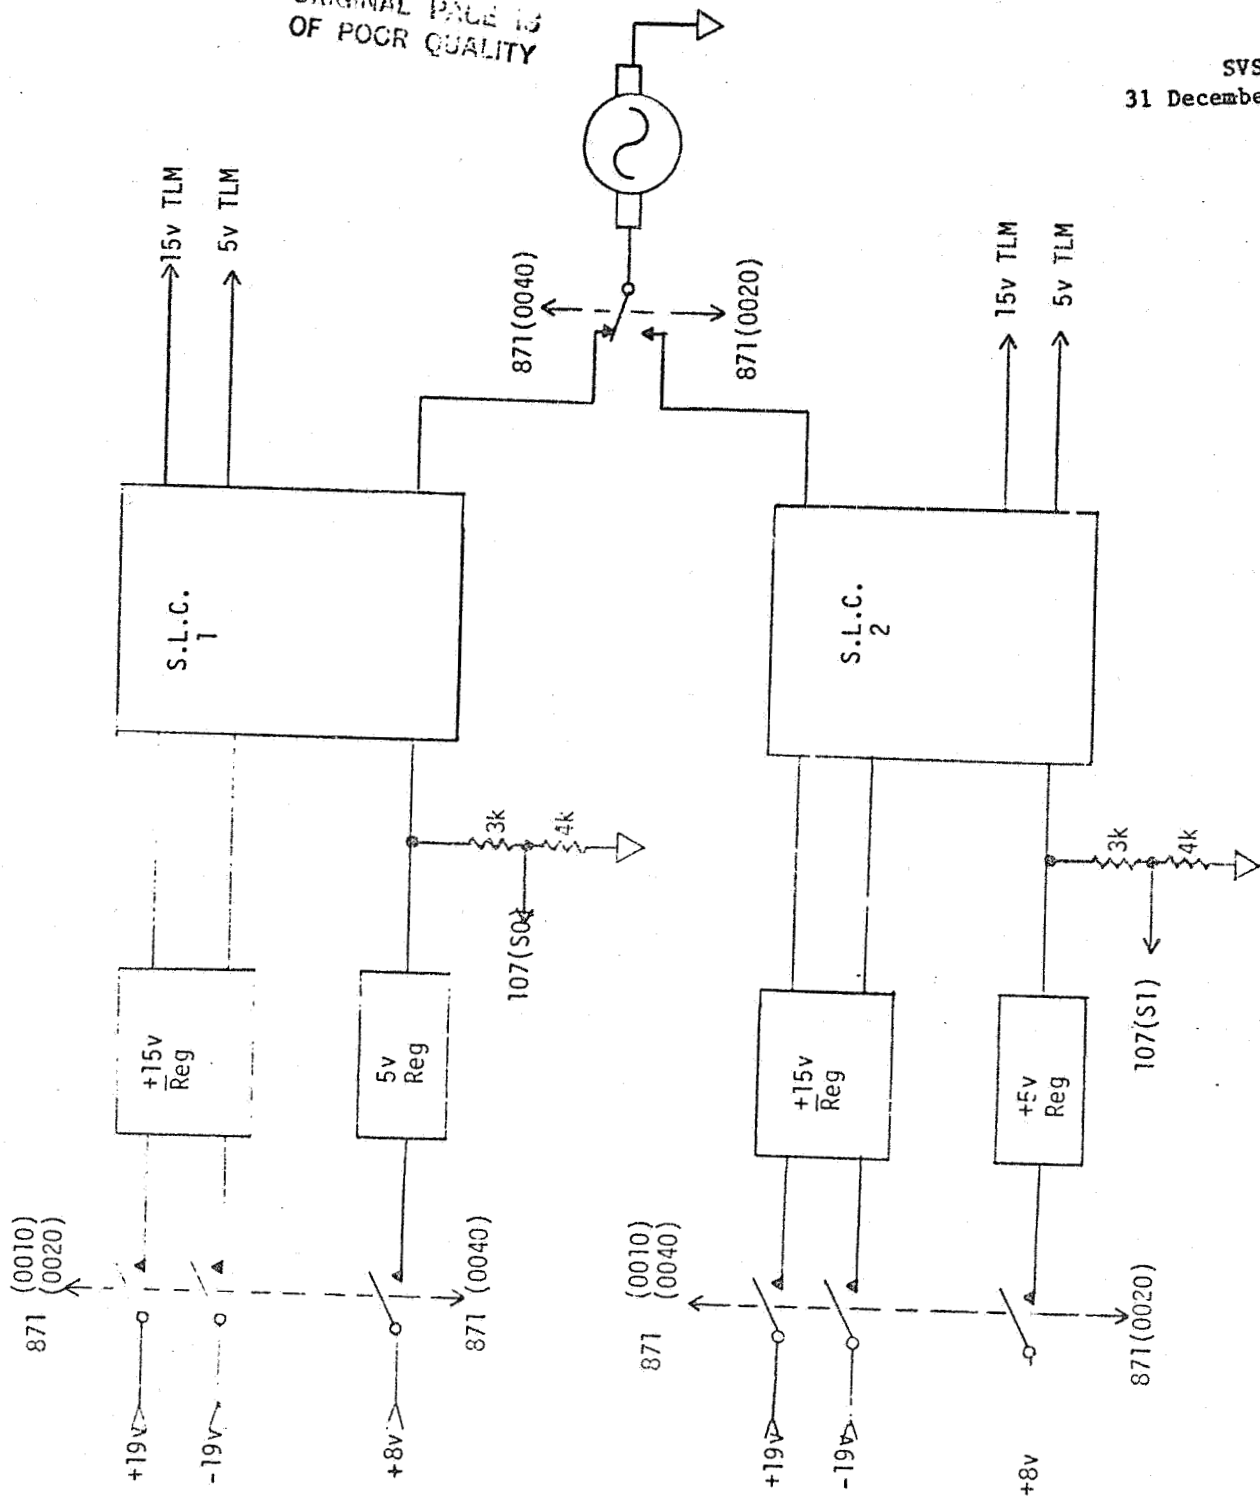 ORIGINAL PAGE IS
OF POOR QUALITY
SVS
31 Decembe
15v TLM
5v TLM
871(0040)
871(0020)
15v TLM
5v TLM
S.L.C.
1
S.L.C.
2
3k
4k
107(S0)
3k
4k
107(S1)
+15v
Reg
5v
Reg
+15v
Reg
+5v
Reg
871
(0010)
(0020)
871 (0040)
871
(0010)
(0040)
871(0020)
+19v
-19v
+8v
+19v
-19v
+8v